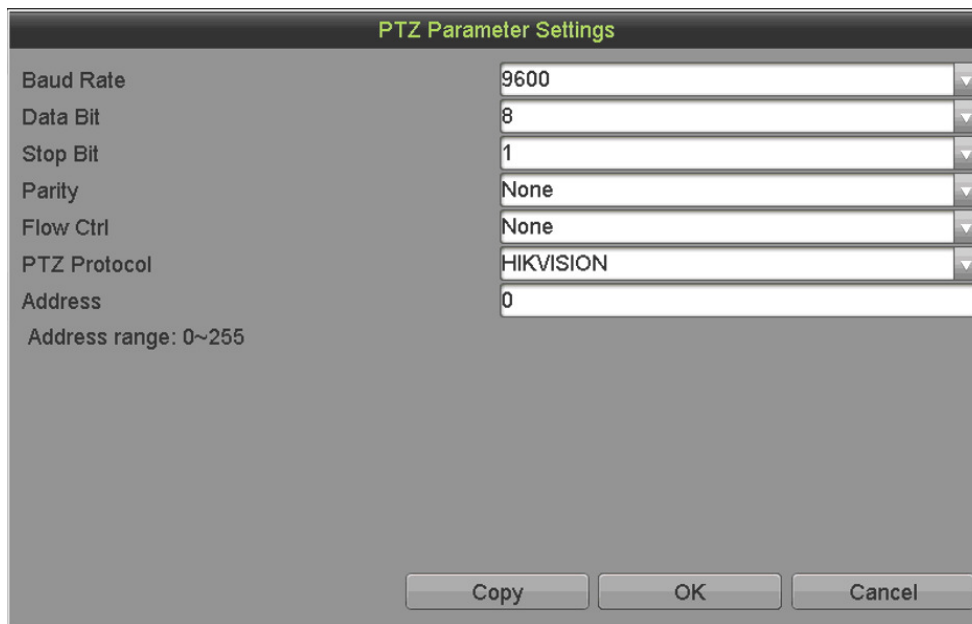 PTZ Parameter Settings
Baud Rate 9600
Data Bit 8
Stop Bit 1
Parity None
Flow Ctrl None
PTZ Protocol HIKVISION
Address 0
Address range: 0~255
Copy OK Cancel